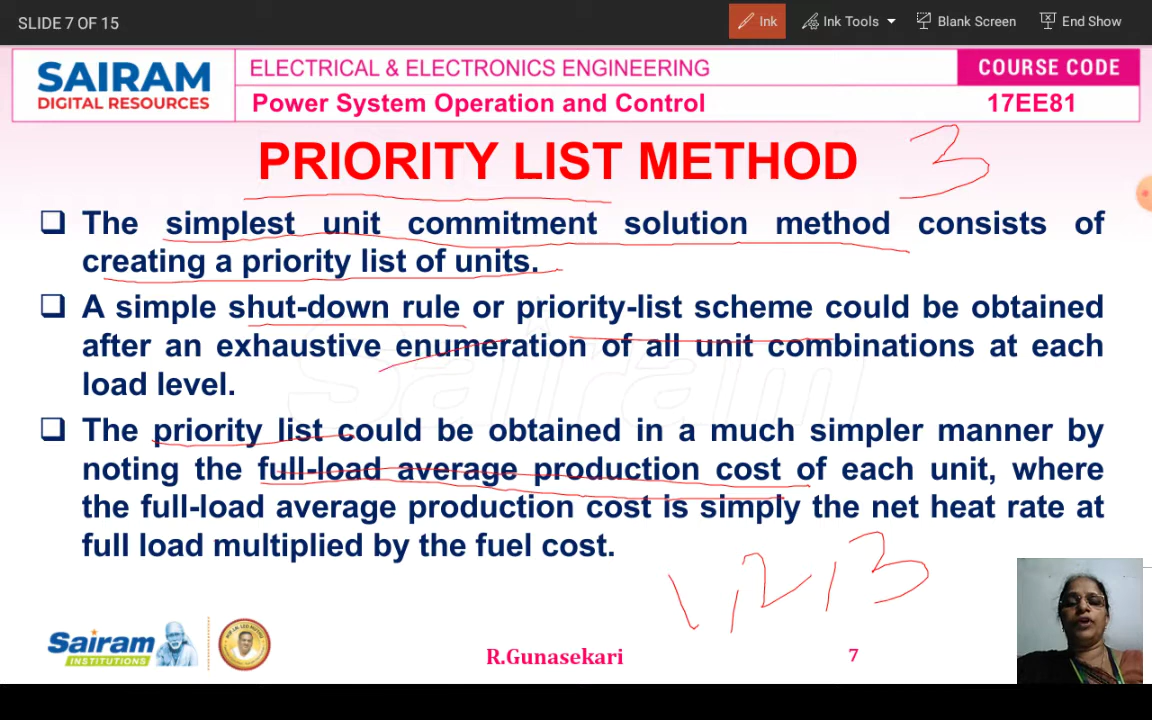 SLIDE 7 OF 15
Ink
Ink Tools
Blank Screen
End Show
SAIRAM
DIGITAL RESOURCES
ELECTRICAL & ELECTRONICS ENGINEERING
COURSE CODE
Power System Operation and Control
17EE81
PRIORITY LIST METHOD
3
The simplest unit commitment solution method consists of
creating a priority list of units.
A simple shut-down rule or priority-list scheme could be obtained
after an exhaustive enumeration of all unit combinations at each
load level.
The priority list could be obtained in a much simpler manner by
noting the full-load average production cost of each unit, where
the full-load average production cost is simply the net heat rate at
full load multiplied by the fuel cost.
1,2,3
Sairam
Sairam
INSTITUTIONS
R.Gunasekari
7